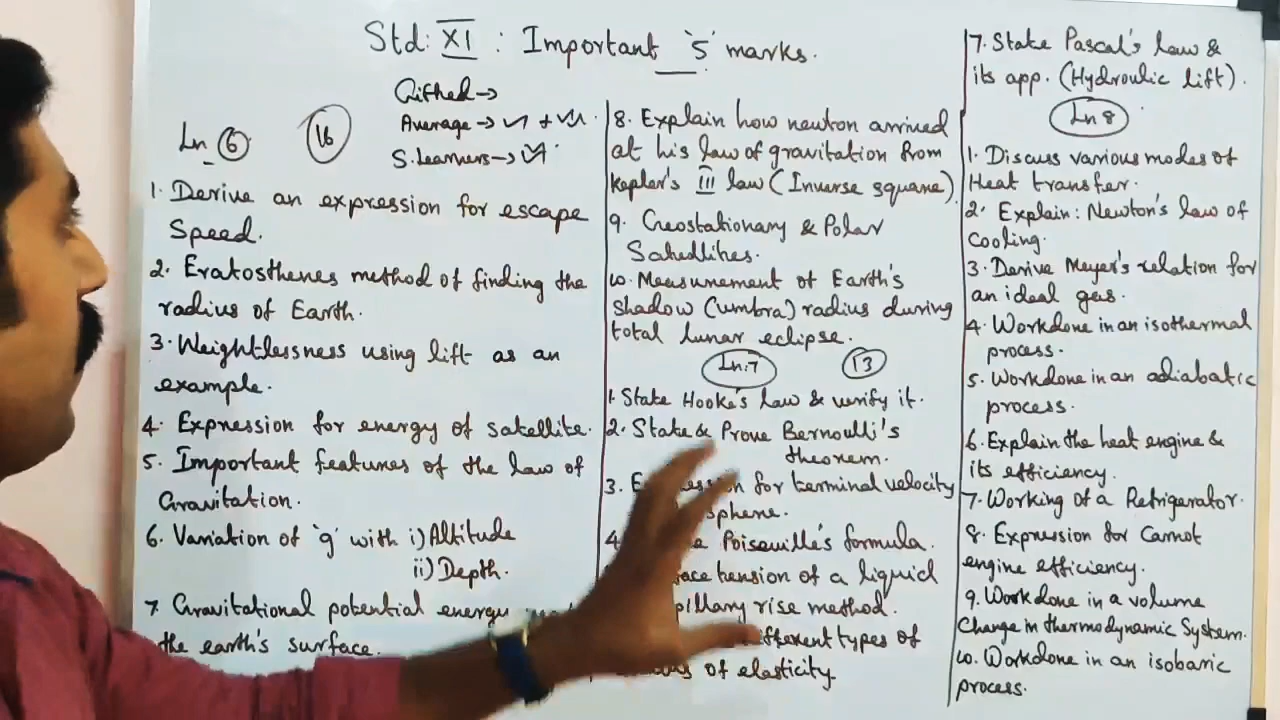 Std: XI : Important '5' marks.
Gifted →
Average →
S. Learners →
Ln 6 16
1. Derive an expression for escape
Speed.
2. Eratosthenes method of finding the
radius of Earth.
3. Weightlessness using lift as an
example.
4. Expression for energy of satellite.
5. Important features of the law of
Gravitation.
6. Variation of 'g' with i) Altitude
ii) Depth.
7. Gravitational potential energy
the earth's surface.
8. Explain how newton arrived
at his law of gravitation from
Kepler's III law (Inverse square).
9. Geostationary & Polar
Satellites.
10. Measurement of Earth's
Shadow (umbra) radius during
total lunar eclipse.
Ln.7 13
1. State Hooke's law & verify it.
2. State & Prove Bernoulli's
theorem.
3. for terminal velocity
sphere.
4 Poiseuille's formula.
tension of a liquid
rise method.
types of
of elasticity.
7. State Pascal's law &
its app. (Hydraulic lift).
Ln 8
1. Discuss various modes of
Heat transfer.
2. Explain: Newton's law of
cooling.
3. Derive Meyer's relation for
an ideal gas.
4. Workdone in an isothermal
process.
5. Workdone in an adiabatic
process.
6. Explain the heat engine &
its efficiency.
7. Working of a Refrigerator.
8. Expression for Carnot
engine efficiency.
9. Workdone in a volume
Change in thermodynamic System.
10. Workdone in an isobaric
process.